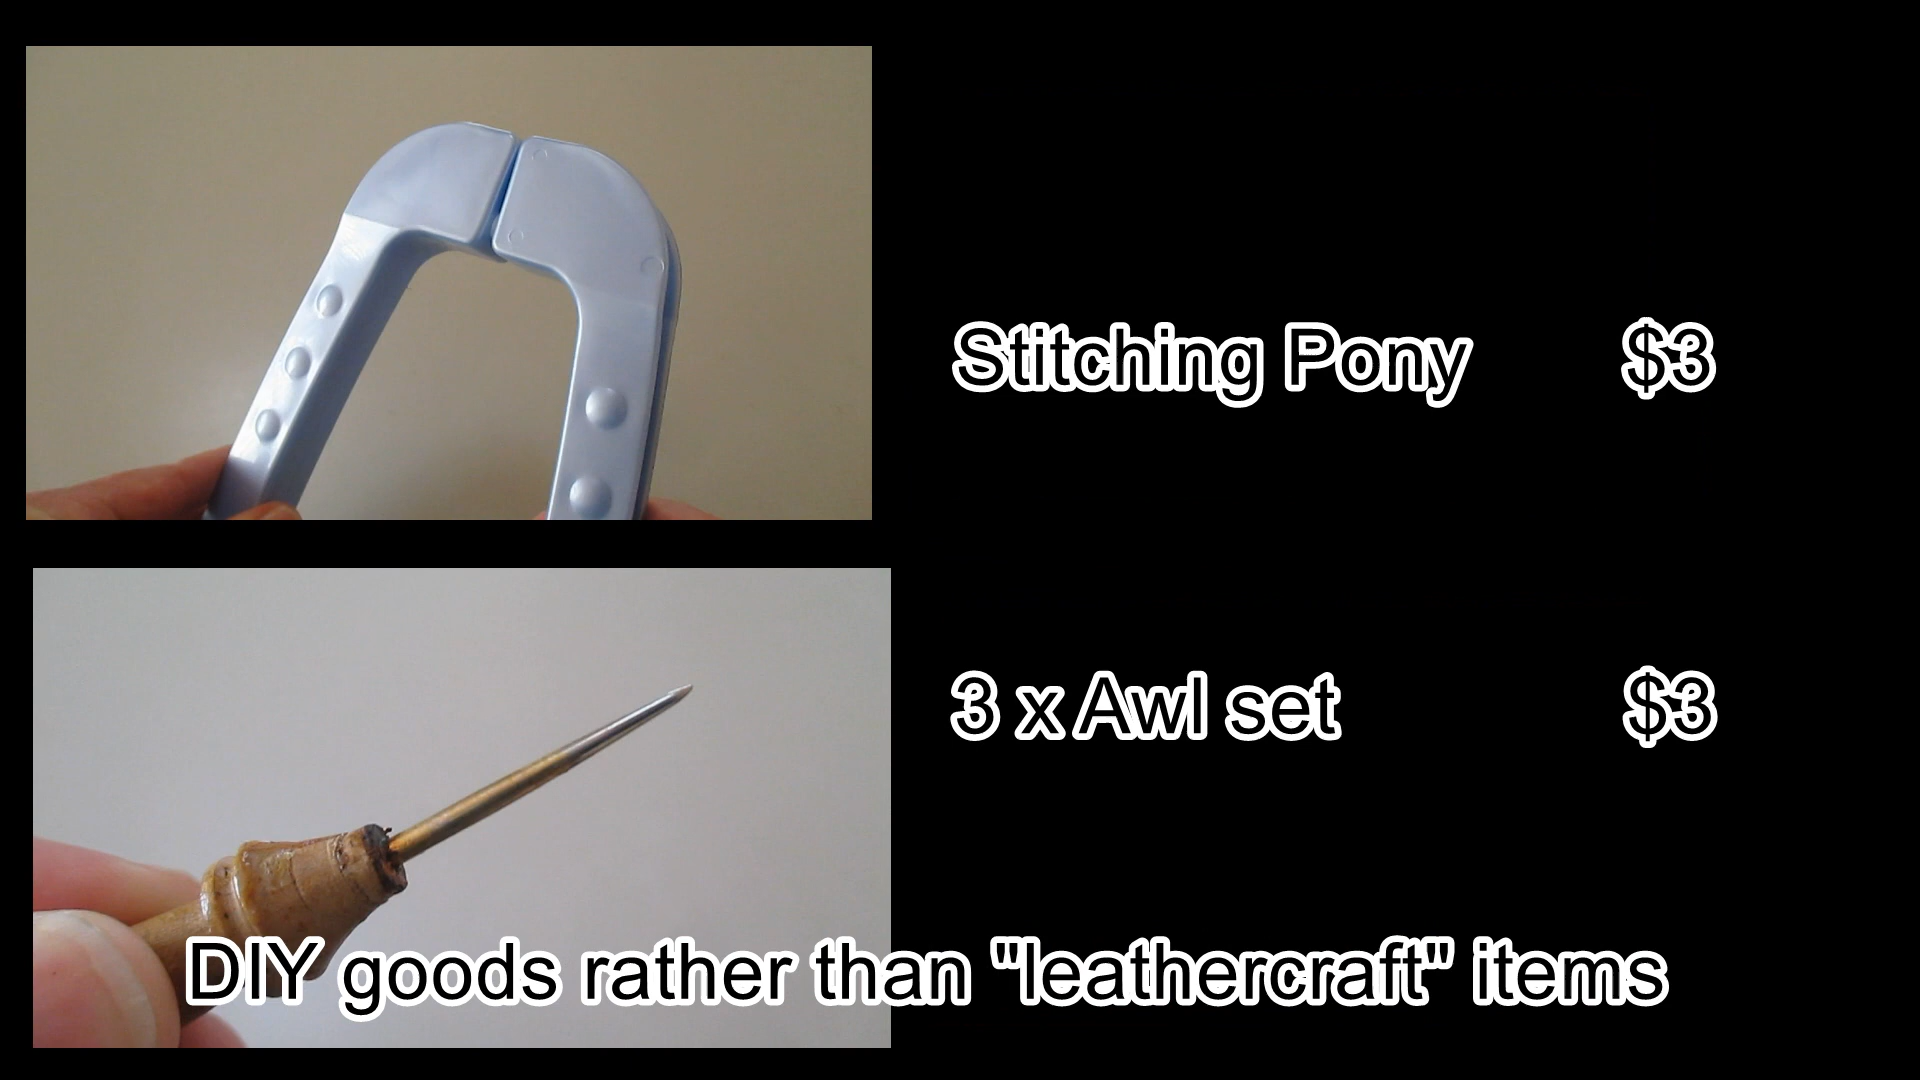 Stitching Pony $3
3 x Awl set $3
DIY goods rather than "leathercraft" items